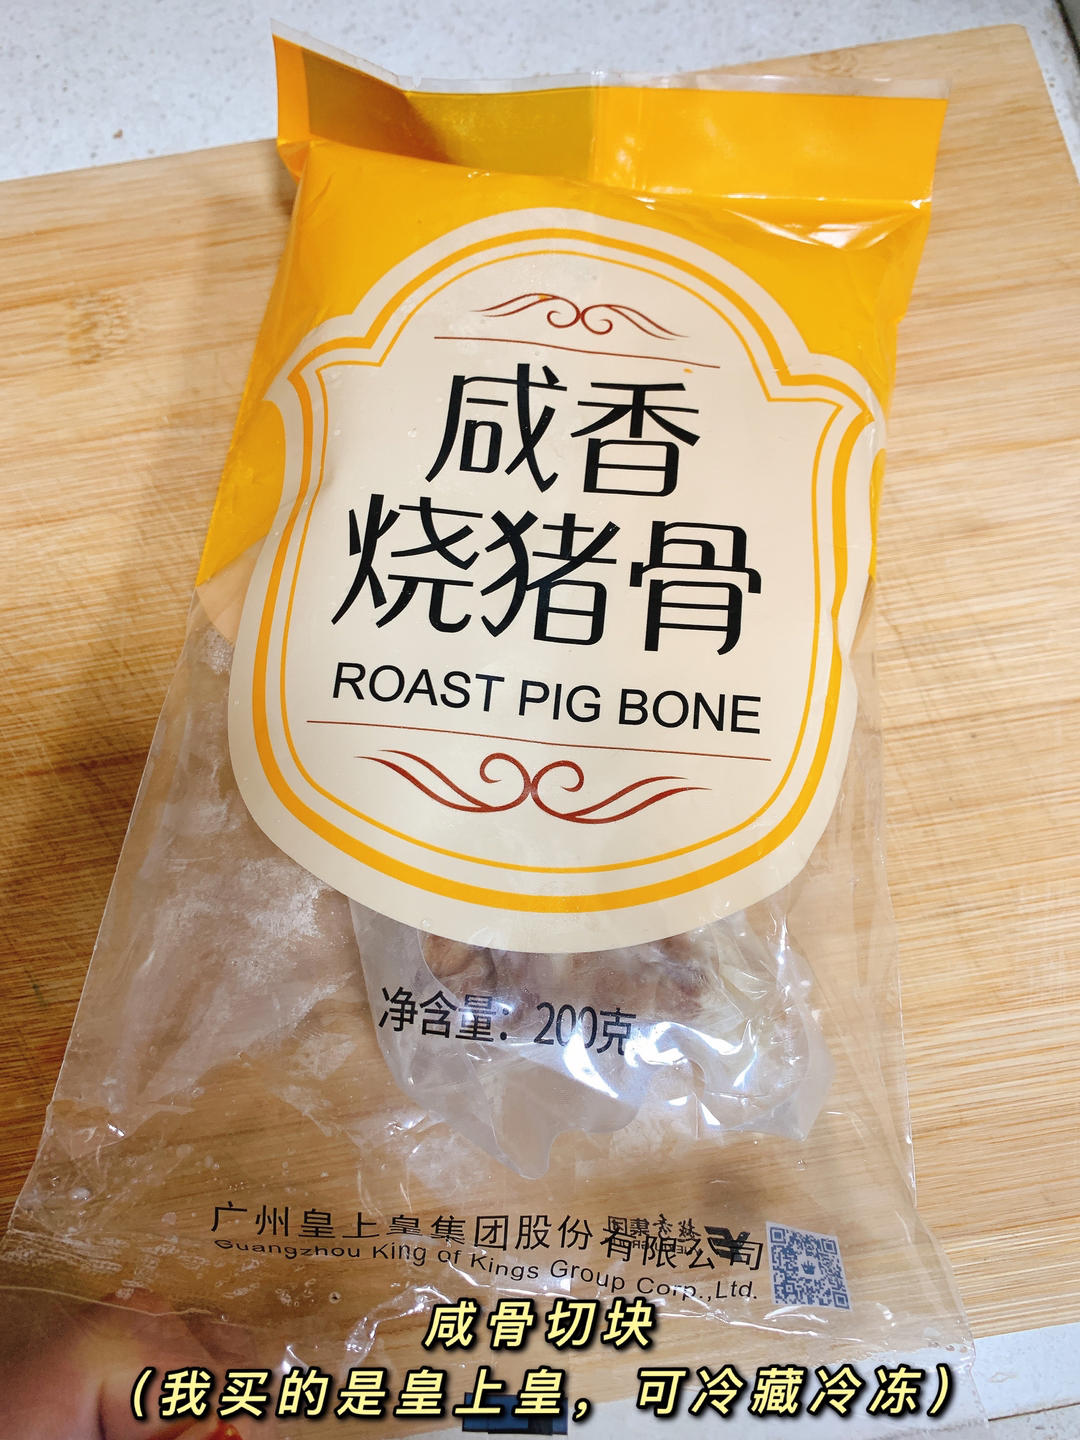 咸香
烧猪骨
ROAST PIG BONE
净含量：200克
广州皇上皇集团股份有限公司
Guangzhou King of Kings Group Corp.,Ltd.
咸骨切块
（我买的是皇上皇，可冷藏冷冻）